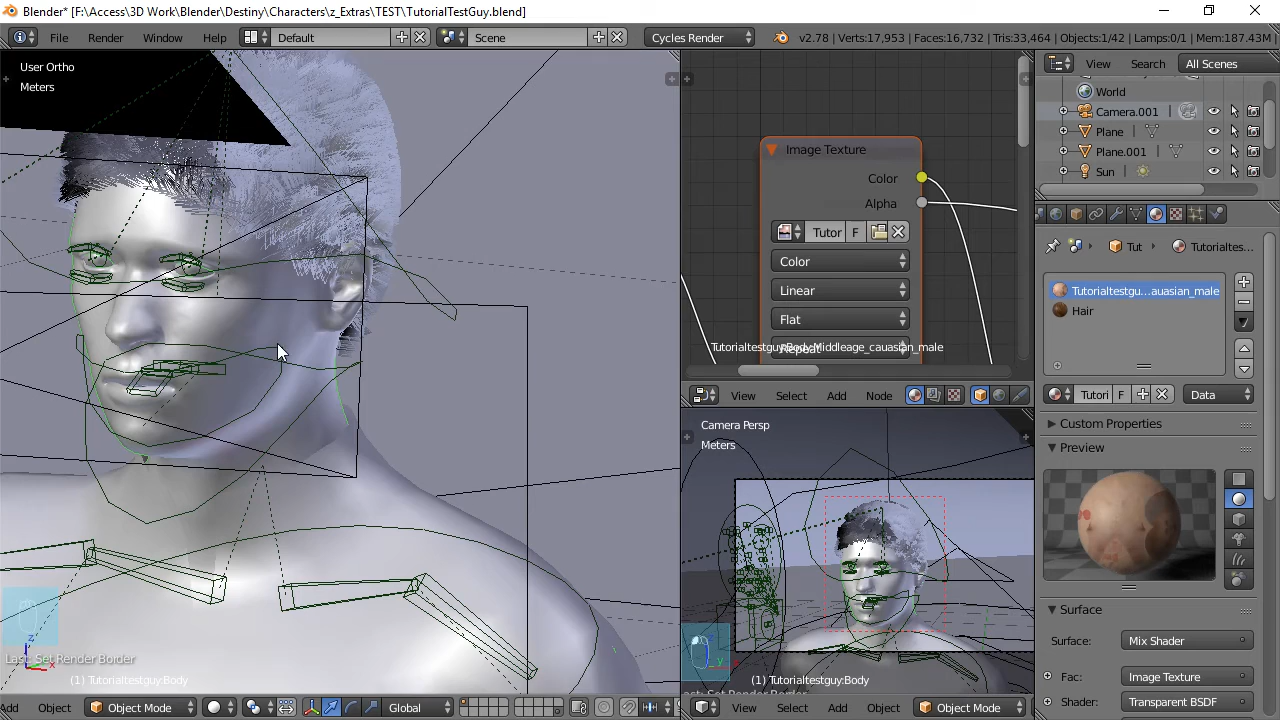 Blender* [F:\Access\3D Work\Blender\Destiny\Characters\z_Extras\TEST\TutorialTestGuy.blend]
File Render Window Help Default Scene Cycles Render v2.78 | Verts:17,953 | Faces:16,732 | Tris:33,464 | Objects:1/42 | Lamps:0/1 | Mem:187.43M |
User Ortho
Meters
View Search All Scenes
World
Camera.001
Plane
Plane.001
Sun
Image Texture
Color
Alpha
Tutor F
Color
Linear
Flat
Repeat
Tutorialtestguy:Body:Middleage_cauasian_male
View Select Add Node
Tut Tutorialtes...
Tutorialtestgu...auasian_male
Hair
Tutori F Data
Custom Properties
Preview
Surface
Surface: Mix Shader
Fac: Image Texture
Shader: Transparent BSDF
Camera Persp
Meters
z
x
Last: Set Render Border
(1) Tutorialtestguy:Body
Add Object Object Mode Global
y
Last: Set Render Border
(1) Tutorialtestguy:Body
View Select Add Object Object Mode